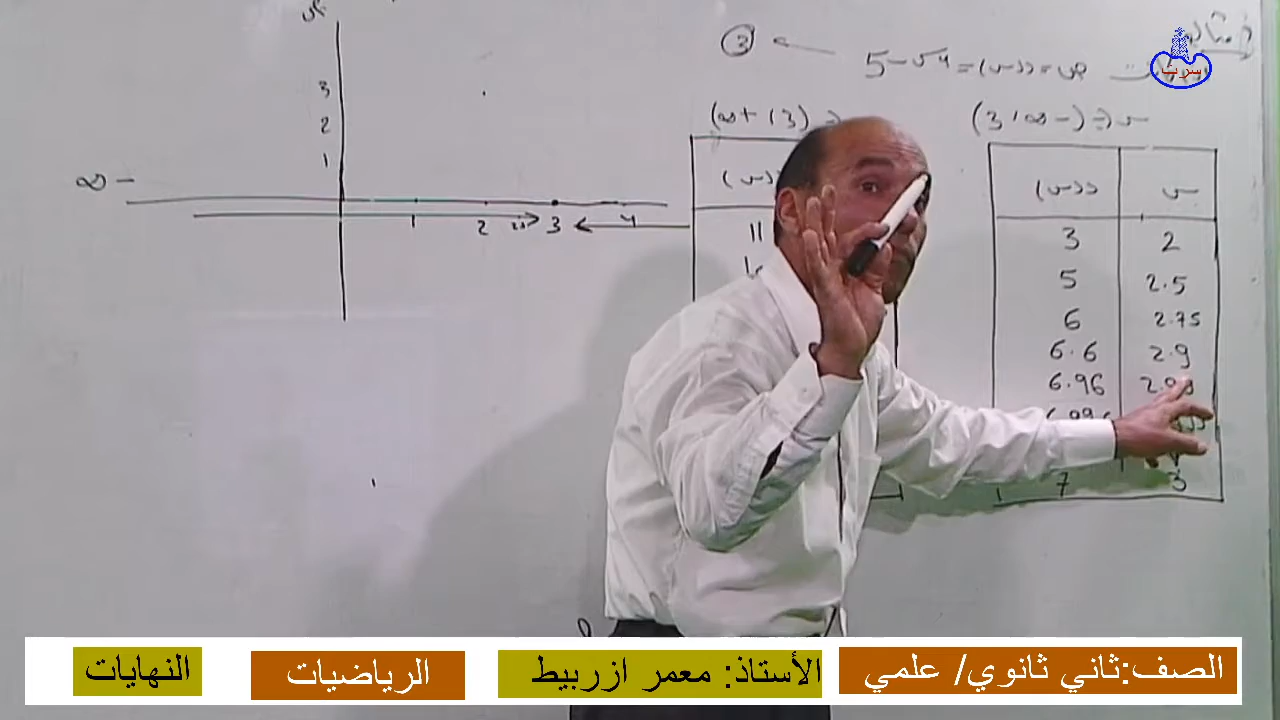 مثال
سرت
ص = د(س) = 4س - 5 ← 3
س ∋ (-∞، 3)
(3، +∞)
س د(س)
2 3
2.5 5
2.75 6
2.9 6.6
6.96
3 7
د(س)
11
ص
3
2
1
-∞
1 2 3 4
الصف:ثاني ثانوي/ علمي
الأستاذ: معمر ازربيط
الرياضيات
النهايات